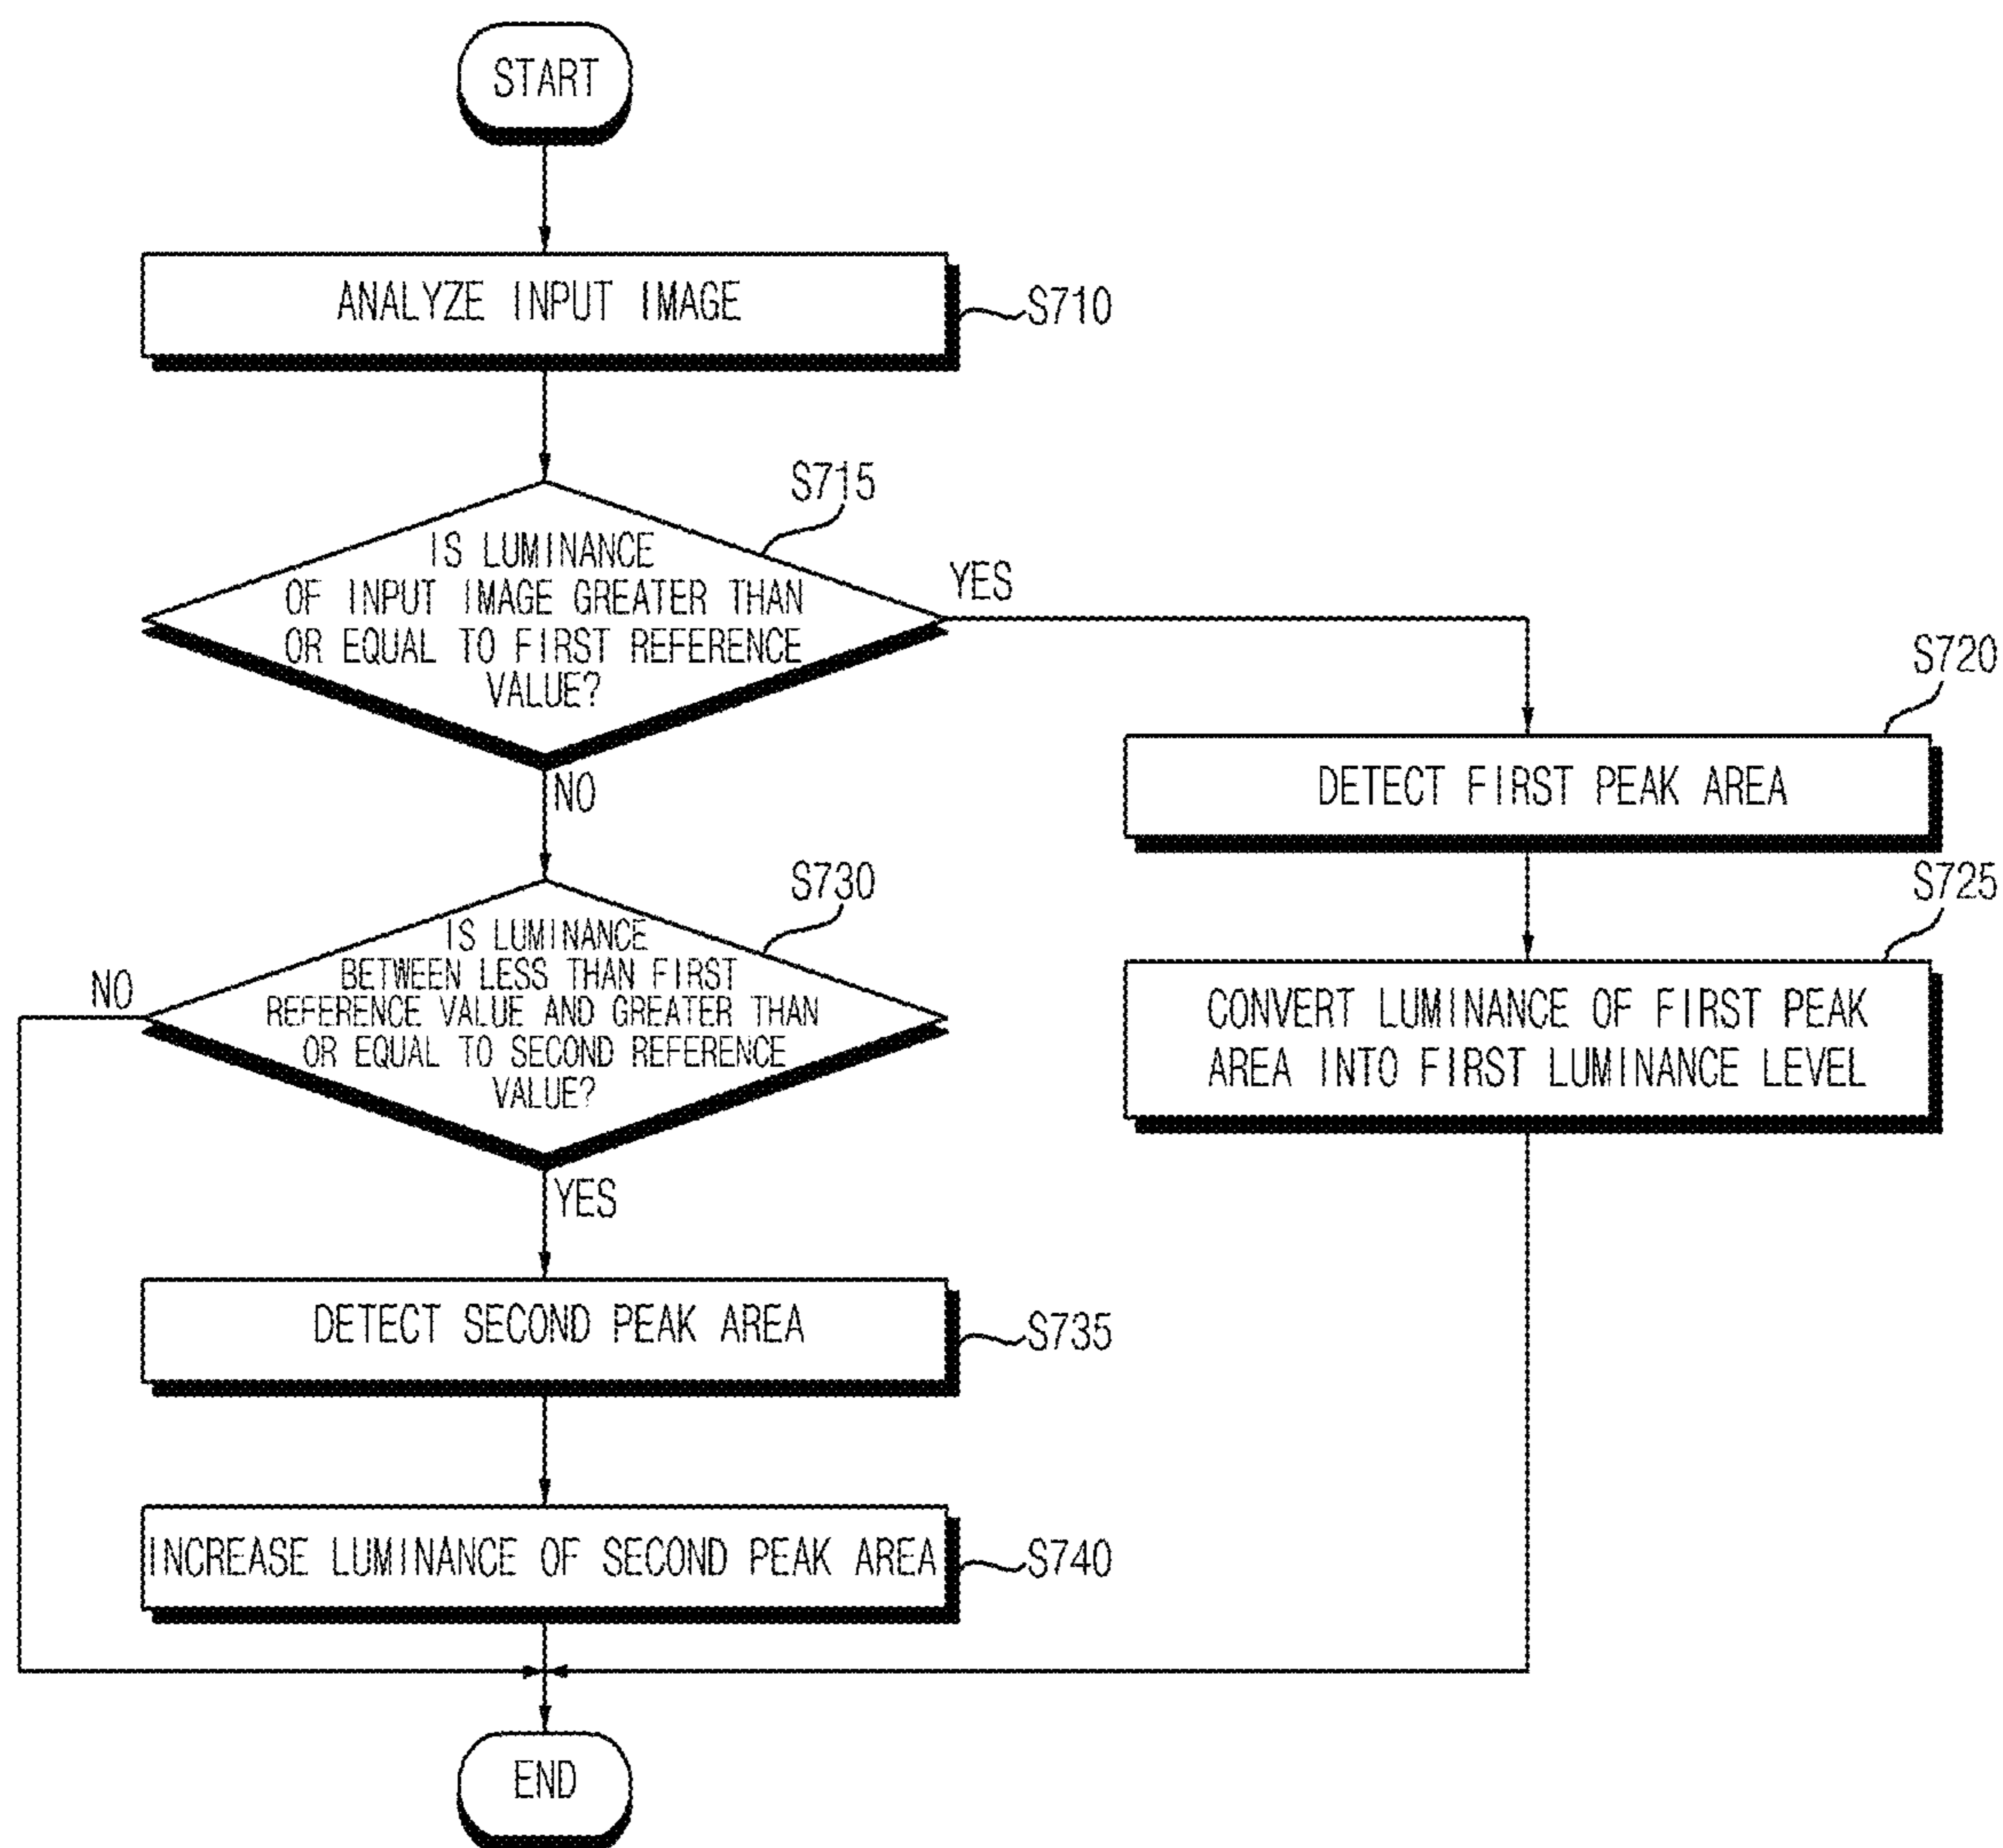 START
ANALYZE INPUT IMAGE
S710
S715
IS LUMINANCE
OF INPUT IMAGE GREATER THAN
OR EQUAL TO FIRST REFERENCE
VALUE?
YES
NO
S720
DETECT FIRST PEAK AREA
S725
CONVERT LUMINANCE OF FIRST PEAK
AREA INTO FIRST LUMINANCE LEVEL
S730
IS LUMINANCE
BETWEEN LESS THAN FIRST
REFERENCE VALUE AND GREATER THAN
OR EQUAL TO SECOND REFERENCE
VALUE?
NO
YES
DETECT SECOND PEAK AREA
S735
INCREASE LUMINANCE OF SECOND PEAK AREA
S740
END